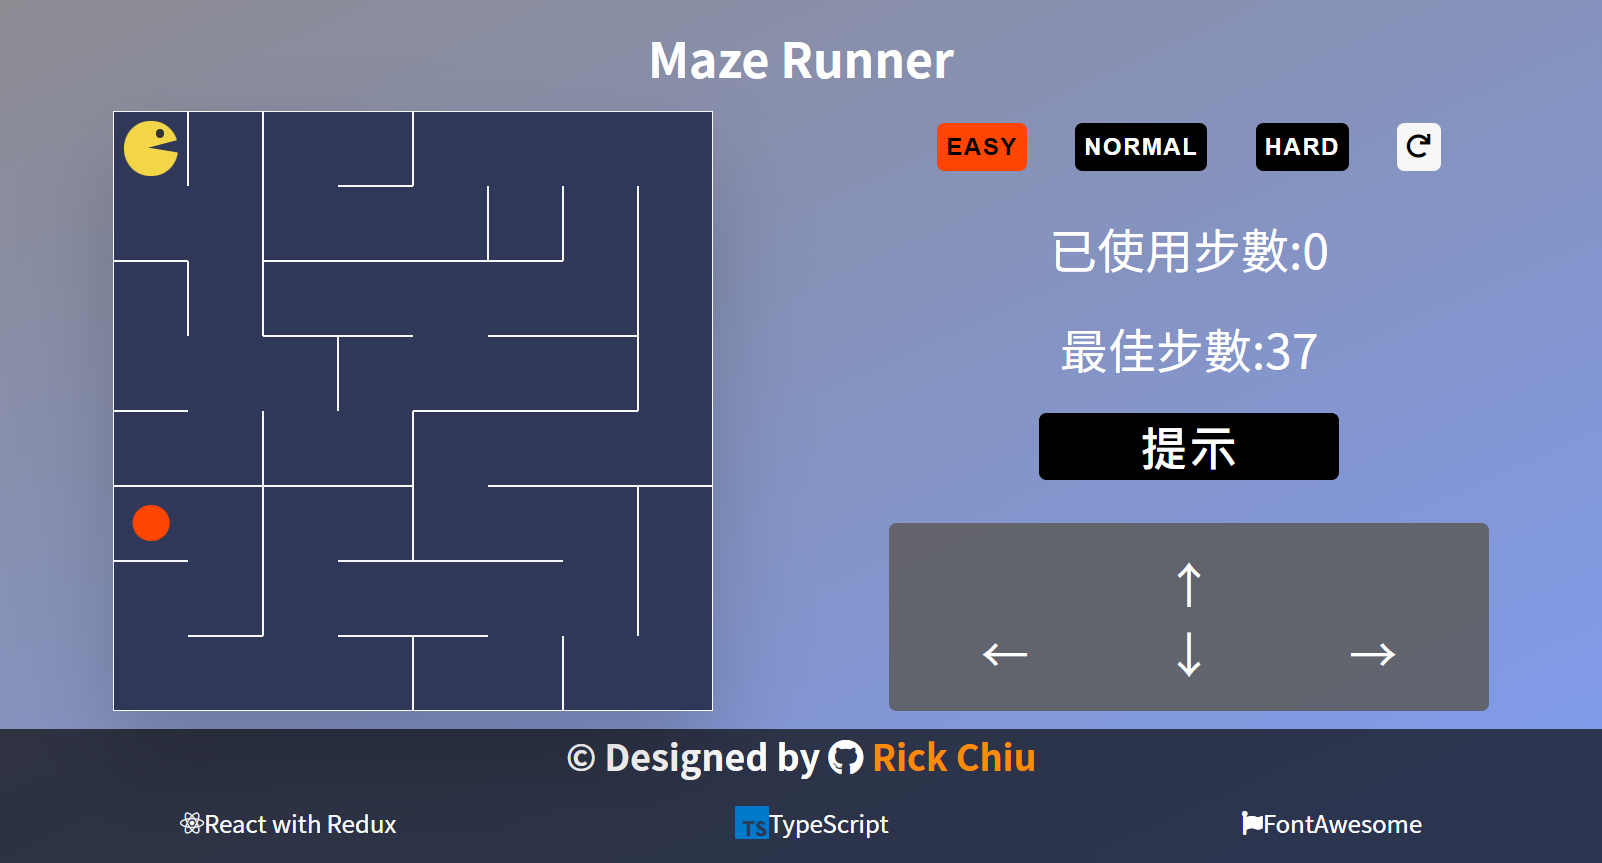 Maze Runner
EASY NORMAL HARD
已使用步數:0
最佳步數:37
提示
↑
← ↓ →
© Designed by Rick Chiu
React with Redux
TS TypeScript
FontAwesome